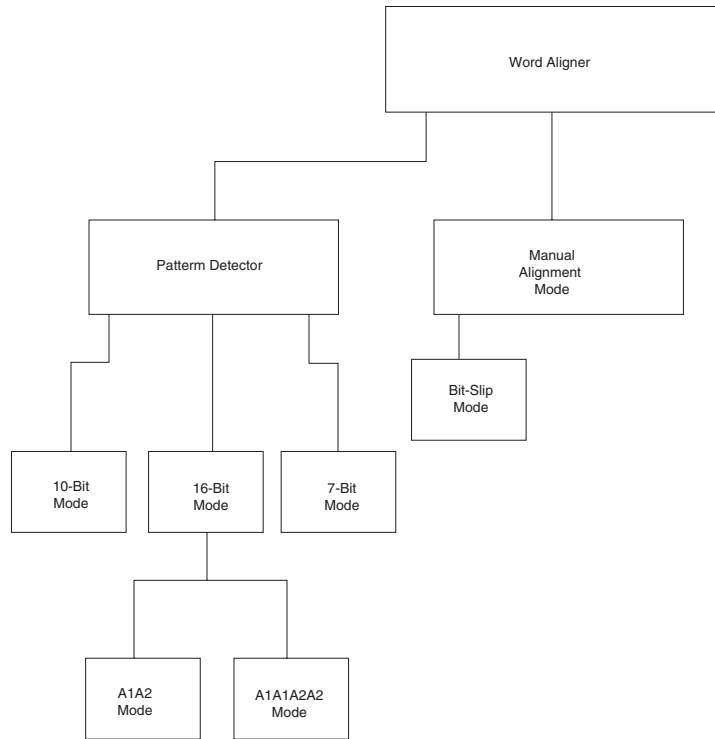 Word Aligner
Patterm Detector
Manual
Alignment
Mode
Bit-Slip
Mode
10-Bit
Mode
16-Bit
Mode
7-Bit
Mode
A1A2
Mode
A1A1A2A2
Mode